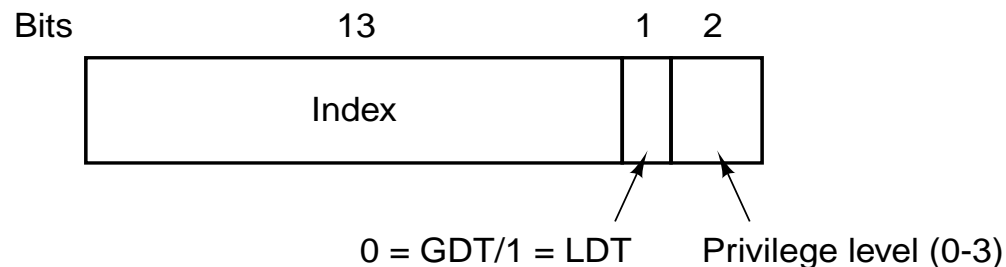 Bits 13 1 2
Index
0 = GDT/1 = LDT Privilege level (0-3)